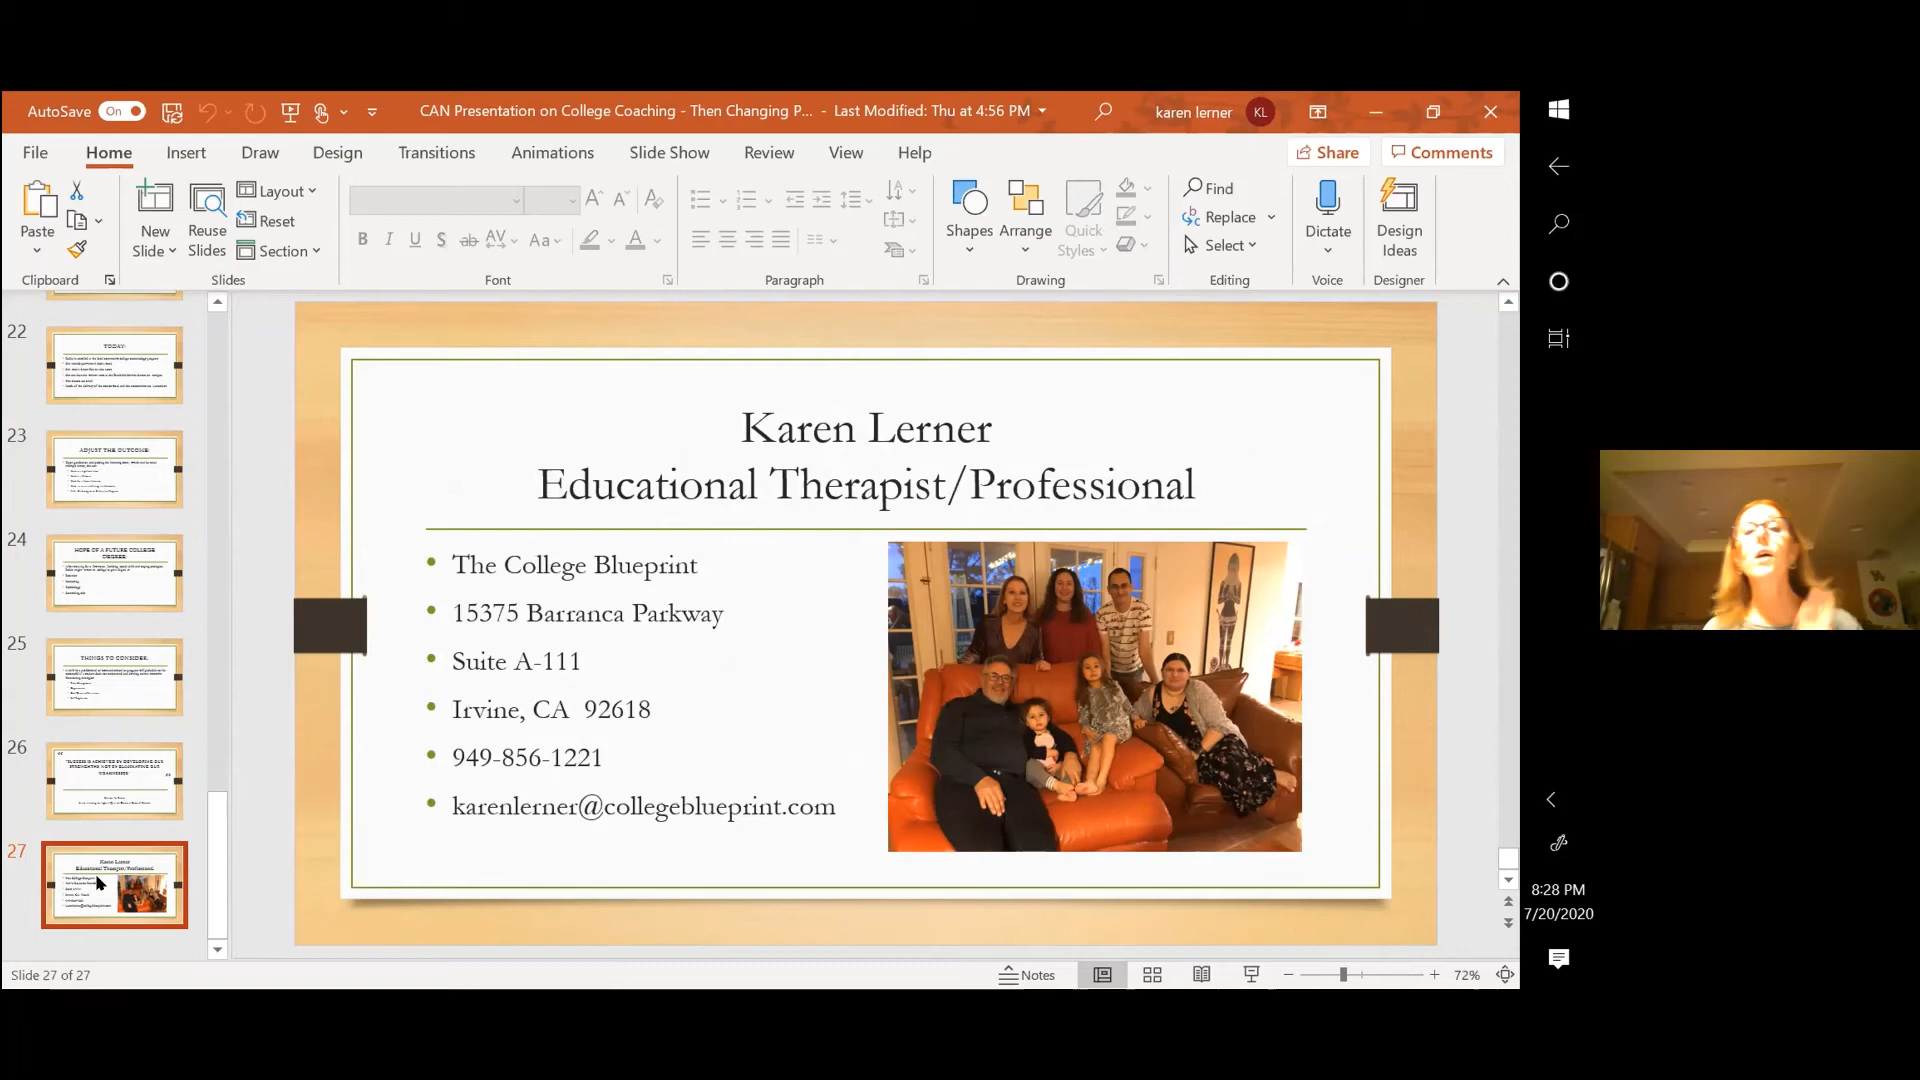 AutoSave On CAN Presentation on College Coaching - Then Changing P... - Last Modified: Thu at 4:56 PM karen lerner KL
File Home Insert Draw Design Transitions Animations Slide Show Review View Help Share Comments
Paste
New Slide
Reuse Slides
Layout
Reset
Section
B I U S ab AV Aa A
Shapes Arrange Quick Styles
Find
Replace
Select
Dictate
Design Ideas
Clipboard Slides Font Paragraph Drawing Editing Voice Designer
22
TODAY:
23
ADJUST THE OUTCOME:
24
HOPE OF A FUTURE COLLEGE DEGREE:
25
THINGS TO CONSIDER:
26
"SUCCESS IS ACHIEVED BY DEVELOPING OUR STRENGTHS NOT BY ELIMINATING OUR WEAKNESSES"
27
Karen Lerner
Educational Therapist/Professional
Karen Lerner
Educational Therapist/Professional
• The College Blueprint
• 15375 Barranca Parkway
• Suite A-111
• Irvine, CA 92618
• 949-856-1221
• karenlerner@collegeblueprint.com
8:28 PM
7/20/2020
Slide 27 of 27 Notes 72%